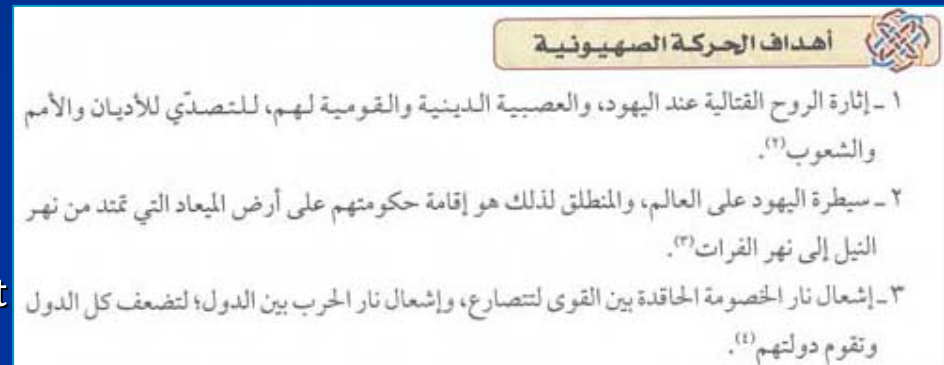 أهداف الحركة الصهيونية
١ ـ إثارة الروح القتالية عند اليهود، والعصبية الدينية والقومية لهم، للتصدّي للأديان والأمم
والشعوب(٢).
٢ ـ سيطرة اليهود على العالم، والمنطلق لذلك هو إقامة حكومتهم على أرض الميعاد التي تمتد من نهر
النيل إلى نهر الفرات(٣).
٣ ـ إشعال نار الخصومة الحاقدة بين القوى لتتصارع، وإشعال نار الحرب بين الدول؛ لتضعف كل الدول
وتقوم دولتهم(٤).
t